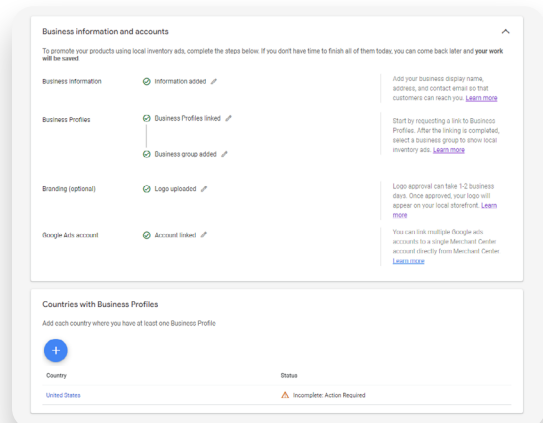 Business information and accounts
To promote your products using local inventory ads, complete the steps below. If you don't have time to finish all of them today, you can come back later and your work
will be saved
Business Information
Information added
Add your business display name,
address, and contact email so that
customers can reach you. Learn more
Business Profiles
Business Profiles linked
Business group added
Start by requesting a link to Business
Profiles. After the linking is completed,
select a business group to show local
inventory ads. Learn more
Branding (optional)
Logo uploaded
Logo approval can take 1-2 business
days. Once approved, your logo will
appear on your local storefront. Learn
more
Google Ads account
Account linked
You can link multiple Google ads
accounts to a single Merchant Center
account directly from Merchant Center
Learn more
Countries with Business Profiles
Add each country where you have at least one Business Profile
+
Country
Status
United States
Incomplete: Action Required